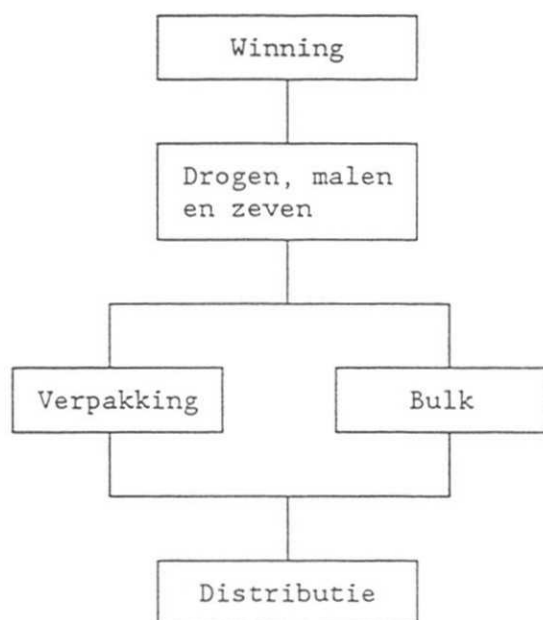 Winning
Drogen, malen
en zeven
Verpakking
Bulk
Distributie